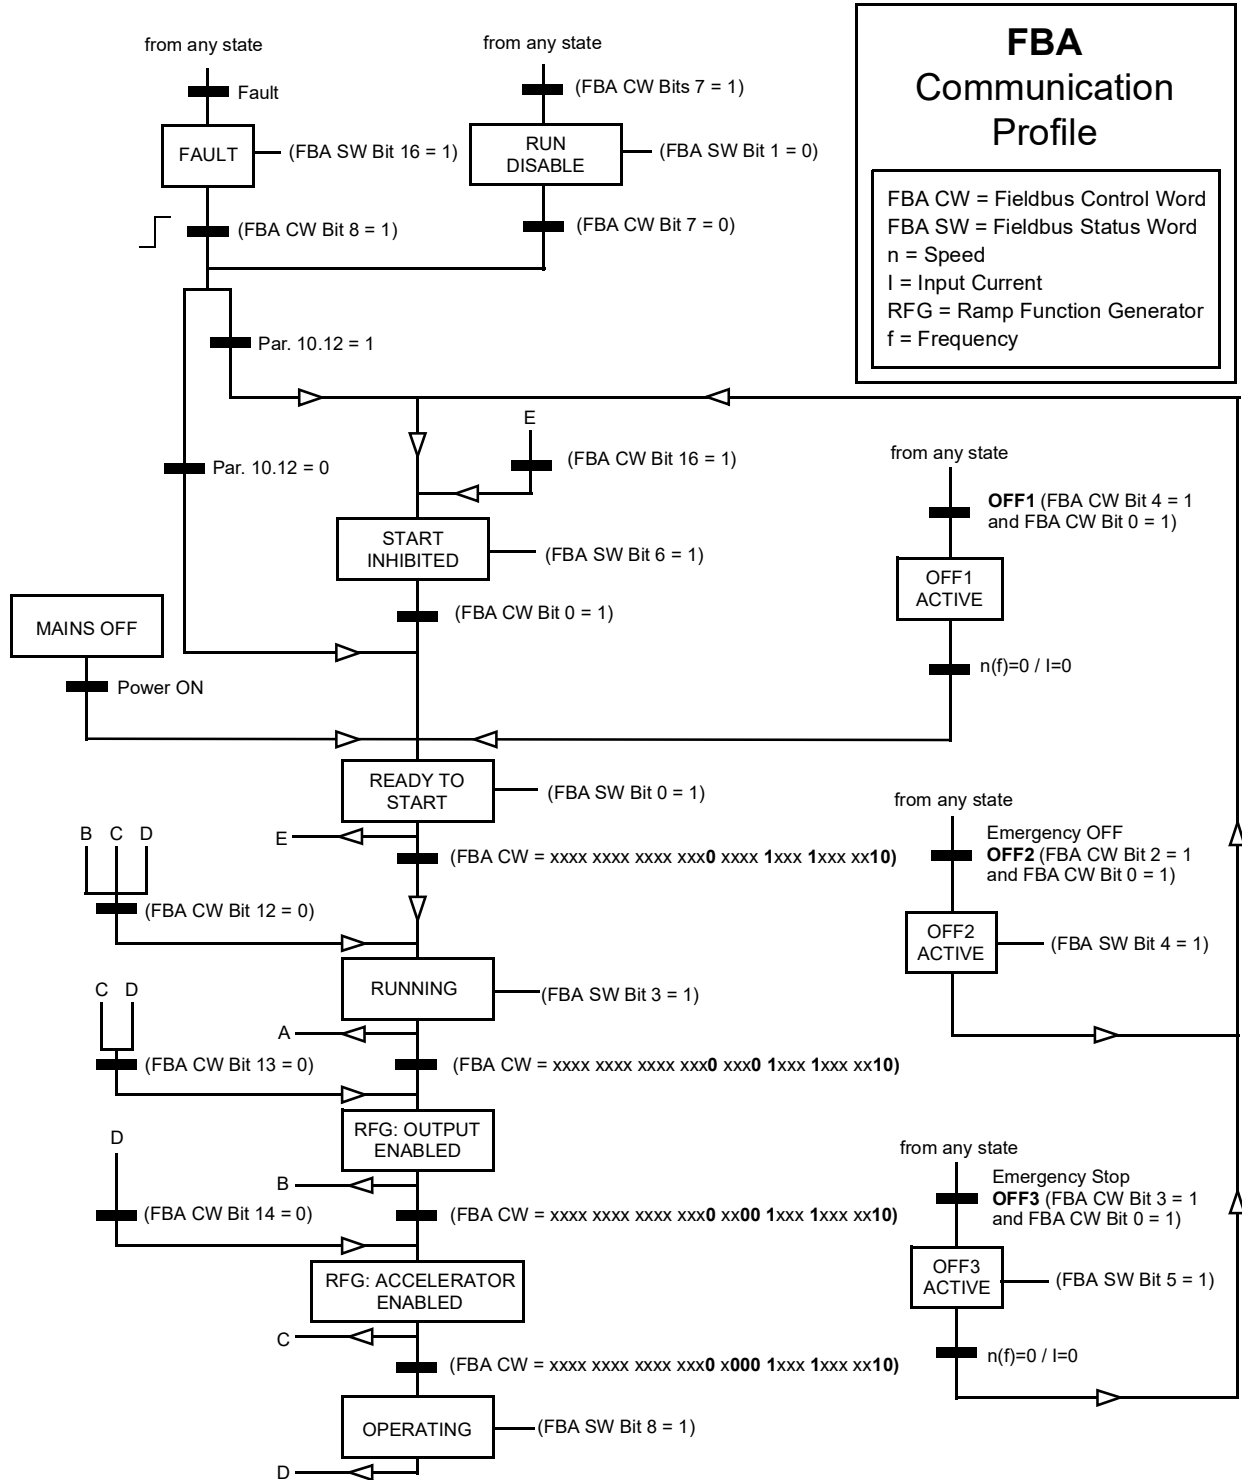 from any state
Fault
FAULT
(FBA SW Bit 16 = 1)
(FBA CW Bit 8 = 1)
from any state
(FBA CW Bits 7 = 1)
RUN
DISABLE
(FBA SW Bit 1 = 0)
(FBA CW Bit 7 = 0)
FBA
Communication
Profile
FBA CW = Fieldbus Control Word
FBA SW = Fieldbus Status Word
n = Speed
I = Input Current
RFG = Ramp Function Generator
f = Frequency
Par. 10.12 = 1
Par. 10.12 = 0
E
(FBA CW Bit 16 = 1)
START
INHIBITED
(FBA SW Bit 6 = 1)
(FBA CW Bit 0 = 1)
from any state
OFF1 (FBA CW Bit 4 = 1
and FBA CW Bit 0 = 1)
OFF1
ACTIVE
n(f)=0 / I=0
MAINS OFF
Power ON
READY TO
START
(FBA SW Bit 0 = 1)
E
(FBA CW = xxxx xxxx xxxx xxx0 xxxx 1xxx 1xxx xx10)
B C D
(FBA CW Bit 12 = 0)
from any state
Emergency OFF
OFF2 (FBA CW Bit 2 = 1
and FBA CW Bit 0 = 1)
OFF2
ACTIVE
(FBA SW Bit 4 = 1)
RUNNING
(FBA SW Bit 3 = 1)
A
C D
(FBA CW Bit 13 = 0)
(FBA CW = xxxx xxxx xxxx xxx0 xxx0 1xxx 1xxx xx10)
RFG: OUTPUT
ENABLED
B
D
(FBA CW Bit 14 = 0)
(FBA CW = xxxx xxxx xxxx xxx0 xx00 1xxx 1xxx xx10)
from any state
Emergency Stop
OFF3 (FBA CW Bit 3 = 1
and FBA CW Bit 0 = 1)
OFF3
ACTIVE
(FBA SW Bit 5 = 1)
n(f)=0 / I=0
RFG: ACCELERATOR
ENABLED
C
(FBA CW = xxxx xxxx xxxx xxx0 x000 1xxx 1xxx xx10)
OPERATING
(FBA SW Bit 8 = 1)
D